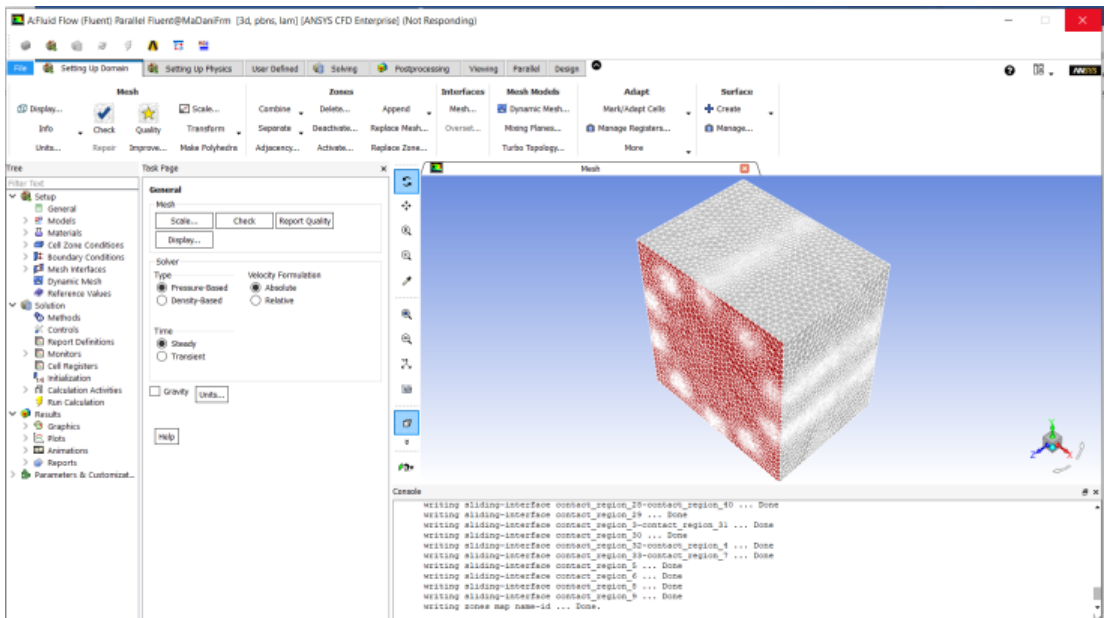 A:Fluid Flow (Fluent) Parallel Fluent@MaDaniFrm [3d, pbns, lam] [ANSYS CFD Enterprise] (Not Responding)
File Setting Up Domain Setting Up Physics User Defined Solving Postprocessing Viewing Parallel Design ANSYS
Mesh Zones Interfaces Mesh Models Adapt Surface
Display... Scale... Combine Delete... Append Mesh... Dynamic Mesh... Mark/Adapt Cells Create
Info Check Quality Transform Separate Deactivate... Replace Mesh... Overset... Mixing Planes... Manage Registers... Manage...
Units... Repair Improve... Make Polyhedra Adjacency... Activate... Replace Zone... Turbo Topology... More
Tree
Filter Text
Setup
General
Models
Materials
Cell Zone Conditions
Boundary Conditions
Mesh Interfaces
Dynamic Mesh
Reference Values
Solution
Methods
Controls
Report Definitions
Monitors
Cell Registers
Initialization
Calculation Activities
Run Calculation
Results
Graphics
Plots
Animations
Reports
Parameters & Customizat...
Task Page
General
Mesh
Scale... Check Report Quality
Display...
Solver
Type Velocity Formulation
Pressure-Based Absolute
Density-Based Relative
Time
Steady
Transient
Gravity Units...
Help
Mesh
Y
Z X
Console
writing sliding-interface contact_region_28-contact_region_40 ... Done
writing sliding-interface contact_region_29 ... Done
writing sliding-interface contact_region_3-contact_region_31 ... Done
writing sliding-interface contact_region_30 ... Done
writing sliding-interface contact_region_32-contact_region_4 ... Done
writing sliding-interface contact_region_33-contact_region_7 ... Done
writing sliding-interface contact_region_5 ... Done
writing sliding-interface contact_region_6 ... Done
writing sliding-interface contact_region_8 ... Done
writing sliding-interface contact_region_9 ... Done
writing zones map name-id ... Done.